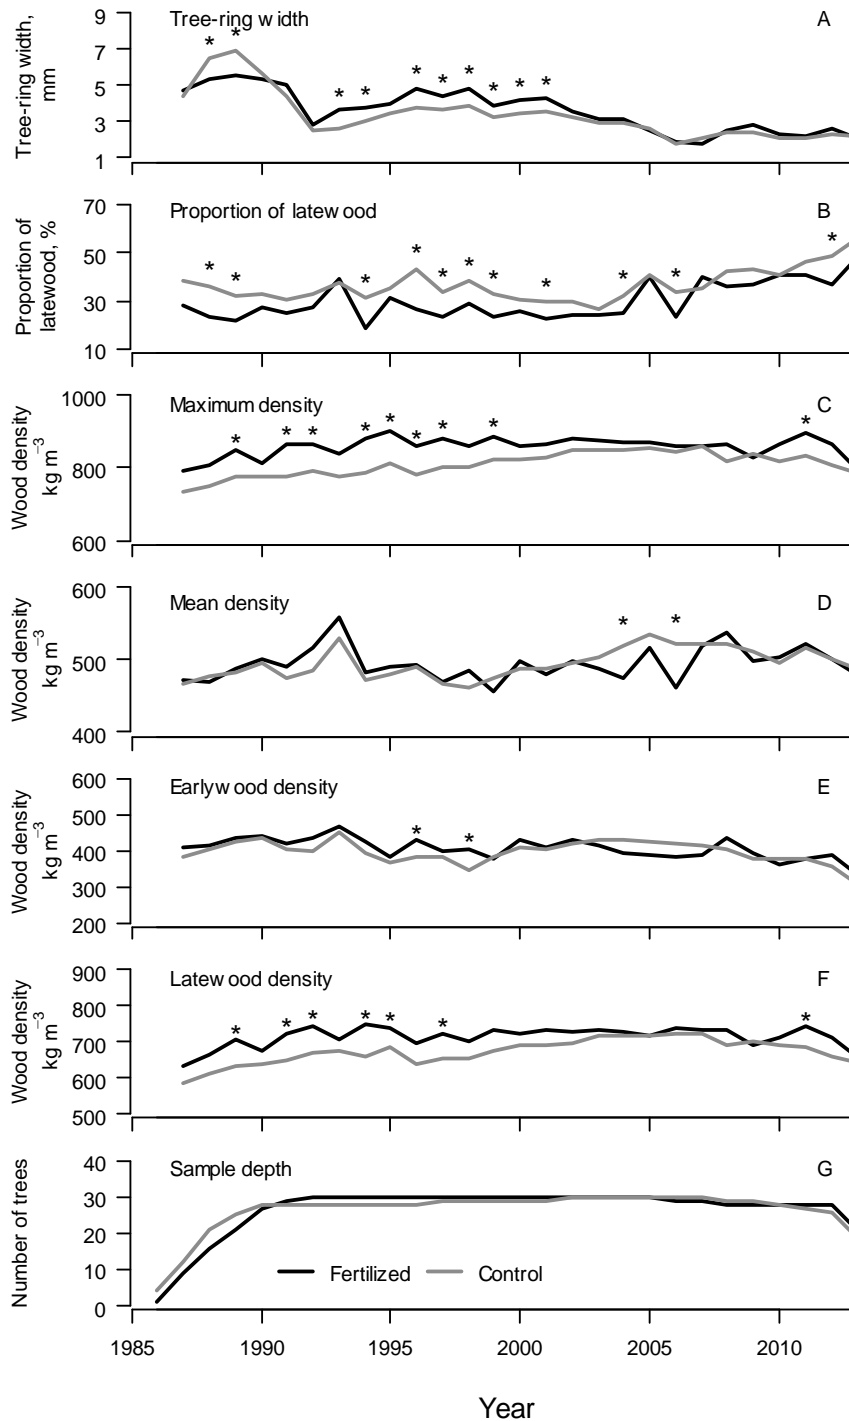 Tree-ring width
A
9
7
5
3
1
Tree-ring width,
mm
* * * * * * * * * *
Proportion of latewood
B
70
50
30
10
Proportion of
latewood, %
* * * * * * * * * * *
Maximum density
C
1000
800
600
Wood density
kg m⁻³
* * * * * * * * *
Mean density
D
600
500
400
Wood density
kg m⁻³
* *
Earlywood density
E
600
500
400
300
200
Wood density
kg m⁻³
* *
Latewood density
F
900
800
700
600
500
Wood density
kg m⁻³
* * * * * * *
Sample depth
G
40
30
20
10
0
Number of trees
Fertilized Control
1985 1990 1995 2000 2005 2010
Year